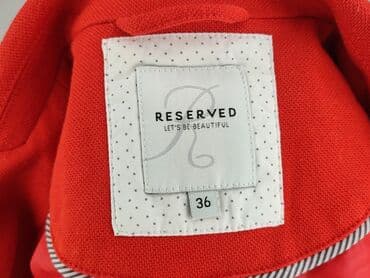 R
RESERVED
LET'S BE BEAUTIFUL
36